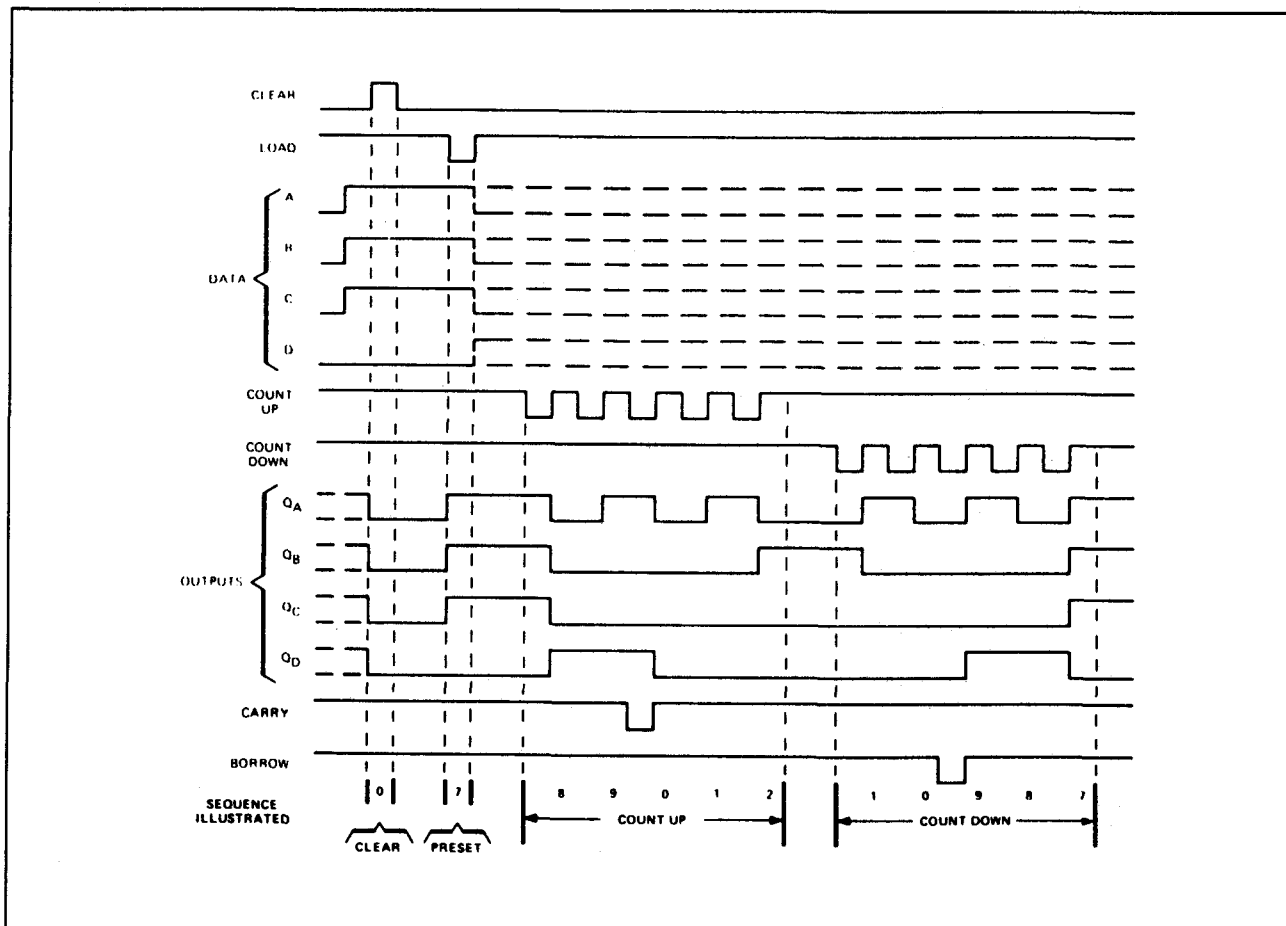 CLEAR
LOAD
A
B
DATA
C
D
COUNT
UP
COUNT
DOWN
QA
QB
OUTPUTS
QC
QD
CARRY
BORROW
SEQUENCE
ILLUSTRATED
0 7 8 9 0 1 2 1 0 9 8 7
COUNT UP COUNT DOWN
CLEAR PRESET